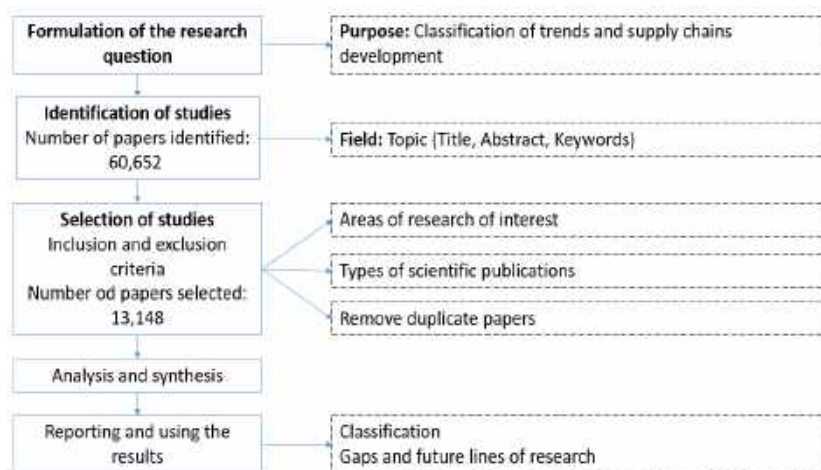 Formulation of the research
question
Purpose: Classification of trends and supply chains
development
Identification of studies
Number of papers identified:
60,652
Field: Topic (Title, Abstract, Keywords)
Selection of studies
Inclusion and exclusion
criteria
Number od papers selected:
13,148
Areas of research of interest
Types of scientific publications
Remove duplicate papers
Analysis and synthesis
Reporting and using the
results
Classification
Gaps and future lines of research